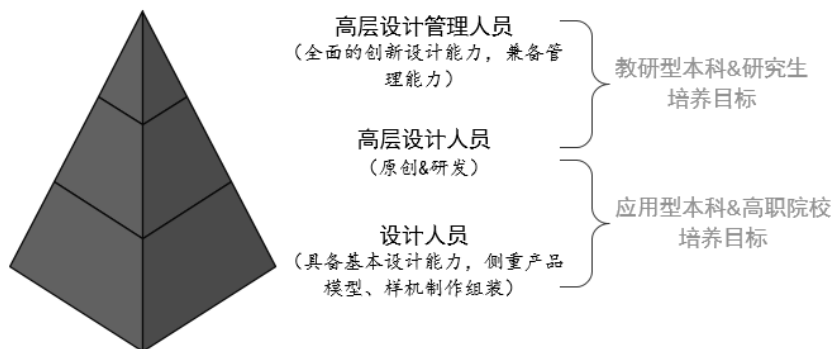 高层设计管理人员
（全面的创新设计能力，兼备管
理能力）
教研型本科&研究生
培养目标
高层设计人员
（原创&研发）
应用型本科&高职院校
培养目标
设计人员
（具备基本设计能力，侧重产品
模型、样机制作组装）